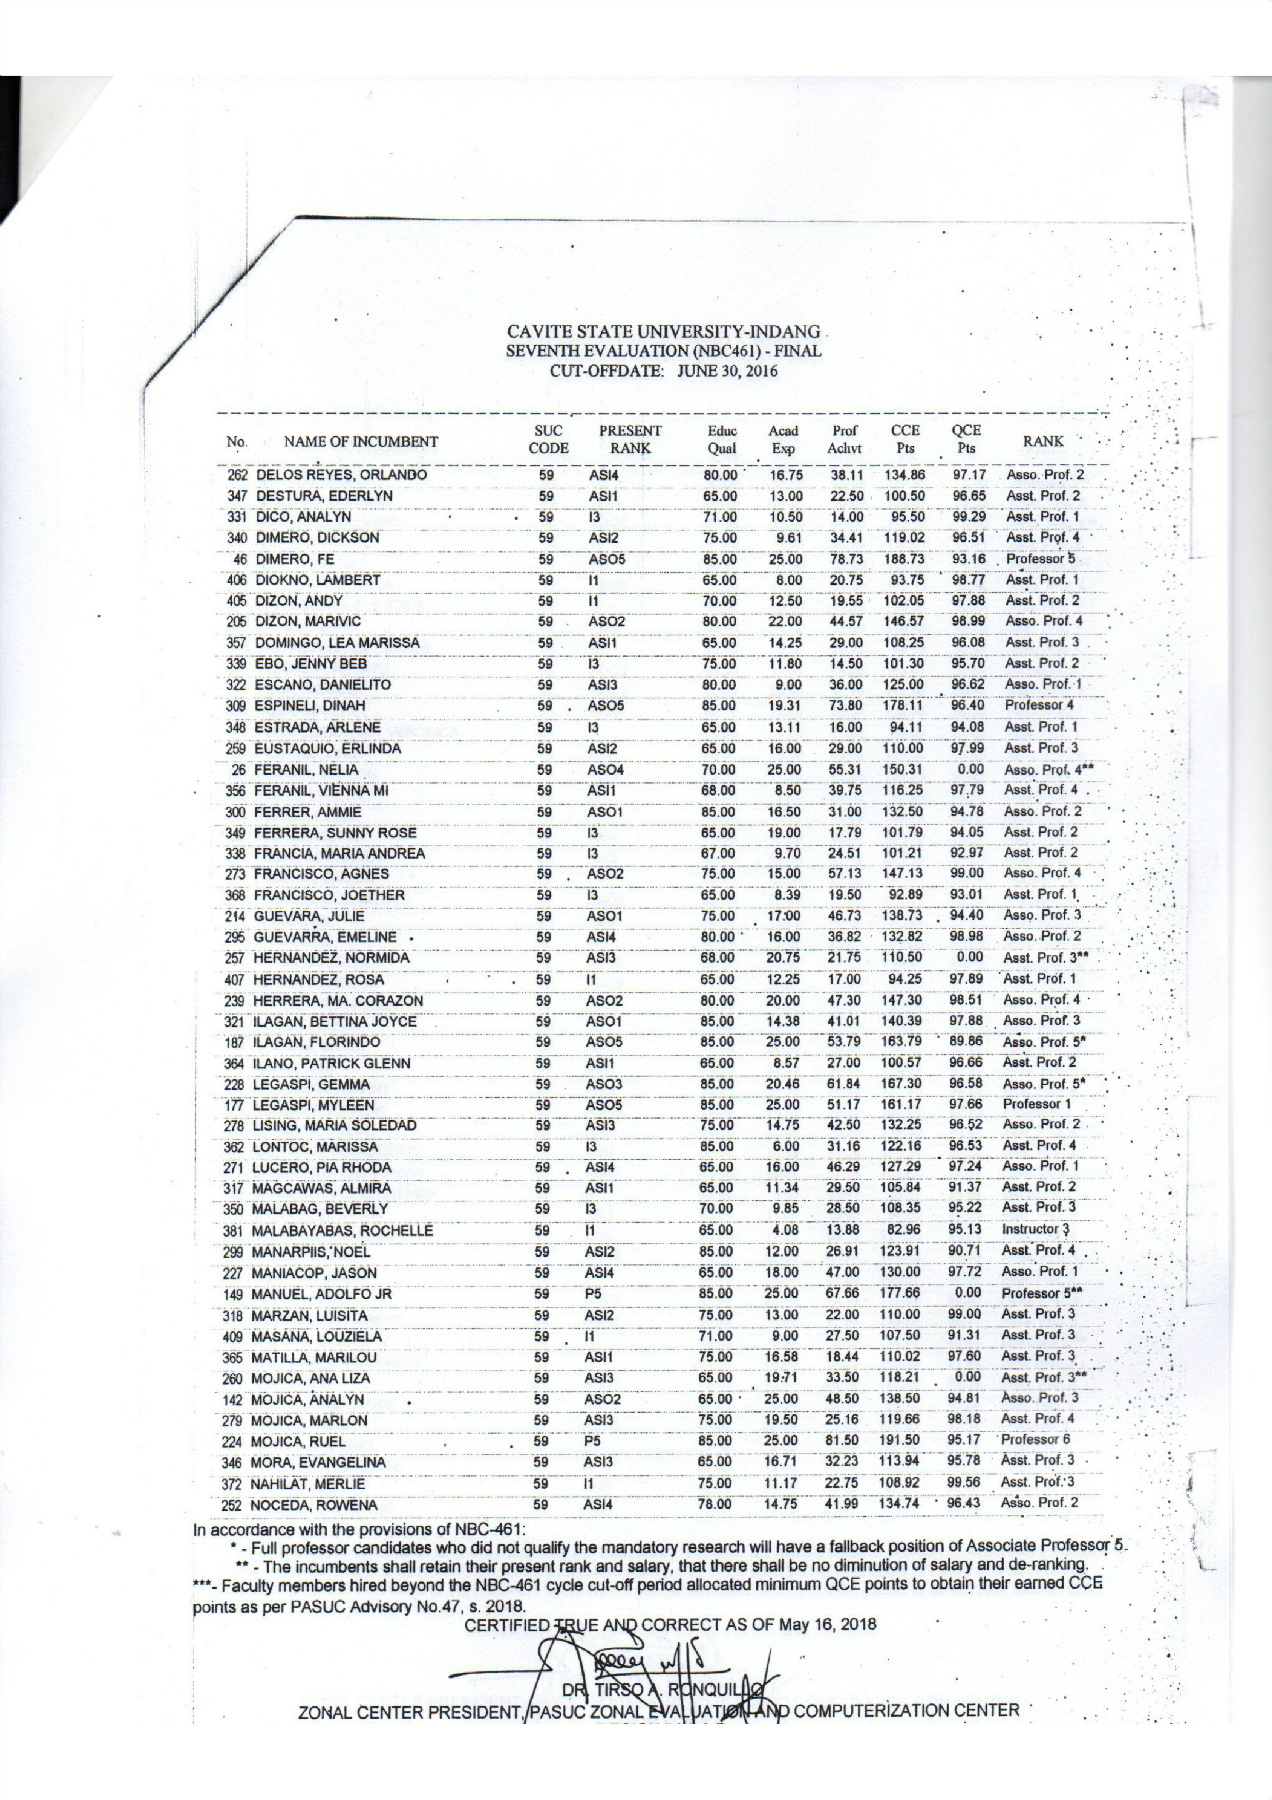 CAVITE STATE UNIVERSITY-INDANG
SEVENTH EVALUATION (NBC461) - FINAL
CUT-OFFDATE: JUNE 30, 2016
No. NAME OF INCUMBENT SUC CODE PRESENT RANK Educ Qual Acad Exp Prof Achvt CCE Pts QCE Pts RANK
262 DELOS REYES, ORLANDO 59 ASI4 80.00 16.75 38.11 134.86 97.17 Asso. Prof. 2
347 DESTURA, EDERLYN 59 ASI1 65.00 13.00 22.50 100.50 96.65 Asst. Prof. 2
331 DICO, ANALYN 59 I3 71.00 10.50 14.00 95.50 99.29 Asst. Prof. 1
340 DIMERO, DICKSON 59 ASI2 75.00 9.61 34.41 119.02 96.51 Asst. Prof. 4
46 DIMERO, FE 59 ASO5 85.00 25.00 78.73 188.73 93.16 Professor 5
406 DIOKNO, LAMBERT 59 I1 65.00 8.00 20.75 93.75 98.77 Asst. Prof. 1
405 DIZON, ANDY 59 I1 70.00 12.50 19.55 102.05 97.88 Asst. Prof. 2
205 DIZON, MARIVIC 59 ASO2 80.00 22.00 44.57 146.57 98.99 Asso. Prof. 4
357 DOMINGO, LEA MARISSA 59 ASI1 65.00 14.25 29.00 108.25 96.08 Asst. Prof. 3
339 EBO, JENNY BEB 59 I3 75.00 11.80 14.50 101.30 95.70 Asst. Prof. 2
322 ESCANO, DANIELITO 59 ASI3 80.00 9.00 36.00 125.00 96.62 Asso. Prof. 1
309 ESPINELI, DINAH 59 ASO5 85.00 19.31 73.80 178.11 96.40 Professor 4
348 ESTRADA, ARLENE 59 I3 65.00 13.11 16.00 94.11 94.08 Asst. Prof. 1
259 EUSTAQUIO, ERLINDA 59 ASI2 65.00 16.00 29.00 110.00 97.99 Asst. Prof. 3
26 FERANIL, NELIA 59 ASO4 70.00 25.00 55.31 150.31 0.00 Asso. Prof. 4**
356 FERANIL, VIENNA MI 59 ASI1 68.00 8.50 39.75 116.25 97.79 Asst. Prof. 4
300 FERRER, AMMIE 59 ASO1 85.00 16.50 31.00 132.50 94.78 Asso. Prof. 2
349 FERRERA, SUNNY ROSE 59 I3 65.00 19.00 17.79 101.79 94.05 Asst. Prof. 2
338 FRANCIA, MARIA ANDREA 59 I3 67.00 9.70 24.51 101.21 92.97 Asst. Prof. 2
273 FRANCISCO, AGNES 59 ASO2 75.00 15.00 57.13 147.13 99.00 Asso. Prof. 4
368 FRANCISCO, JOETHER 59 I3 65.00 8.39 19.50 92.89 93.01 Asst. Prof. 1
214 GUEVARA, JULIE 59 ASO1 75.00 17.00 46.73 138.73 94.40 Asso. Prof. 3
295 GUEVARRA, EMELINE 59 ASI4 80.00 16.00 36.82 132.82 98.98 Asso. Prof. 2
257 HERNANDEZ, NORMIDA 59 ASI3 68.00 20.75 21.75 110.50 0.00 Asst. Prof. 3**
407 HERNANDEZ, ROSA 59 I1 65.00 12.25 17.00 94.25 97.89 Asst. Prof. 1
239 HERRERA, MA. CORAZON 59 ASO2 80.00 20.00 47.30 147.30 98.51 Asso. Prof. 4
321 ILAGAN, BETTINA JOYCE 59 ASO1 85.00 14.38 41.01 140.39 97.88 Asso. Prof. 3
187 ILAGAN, FLORINDO 59 ASO5 85.00 25.00 53.79 163.79 89.86 Asso. Prof. 5*
364 ILANO, PATRICK GLENN 59 ASI1 65.00 8.57 27.00 100.57 96.66 Asst. Prof. 2
228 LEGASPI, GEMMA 59 ASO3 85.00 20.46 61.84 167.30 96.58 Asso. Prof. 5*
177 LEGASPI, MYLEEN 59 ASO5 85.00 25.00 51.17 161.17 97.66 Professor 1
278 LISING, MARIA SOLEDAD 59 ASI3 75.00 14.75 42.50 132.25 96.52 Asso. Prof. 2
362 LONTOC, MARISSA 59 I3 85.00 6.00 31.16 122.16 96.53 Asst. Prof. 4
271 LUCERO, PIA RHODA 59 ASI4 65.00 16.00 46.29 127.29 97.24 Asso. Prof. 1
317 MAGCAWAS, ALMIRA 59 ASI1 65.00 11.34 29.50 105.84 91.37 Asst. Prof. 2
350 MALABAG, BEVERLY 59 I3 70.00 9.85 28.50 108.35 95.22 Asst. Prof. 3
381 MALABAYABAS, ROCHELLE 59 I1 65.00 4.08 13.88 82.96 95.13 Instructor 3
299 MANARPIIS, NOEL 59 ASI2 85.00 12.00 26.91 123.91 90.71 Asst. Prof. 4
227 MANIACOP, JASON 59 ASI4 65.00 18.00 47.00 130.00 97.72 Asso. Prof. 1
149 MANUEL, ADOLFO JR 59 P5 85.00 25.00 67.66 177.66 0.00 Professor 5**
318 MARZAN, LUISITA 59 ASI2 75.00 13.00 22.00 110.00 99.00 Asst. Prof. 3
409 MASANA, LOUZIELA 59 I1 71.00 9.00 27.50 107.50 91.31 Asst. Prof. 3
365 MATILLA, MARILOU 59 ASI1 75.00 16.58 18.44 110.02 97.60 Asst. Prof. 3
260 MOJICA, ANA LIZA 59 ASI3 65.00 19.71 33.50 118.21 0.00 Asst. Prof. 3**
142 MOJICA, ANALYN 59 ASO2 65.00 25.00 48.50 138.50 94.81 Asso. Prof. 3
279 MOJICA, MARLON 59 ASI3 75.00 19.50 25.16 119.66 98.18 Asst. Prof. 4
224 MOJICA, RUEL 59 P5 85.00 25.00 81.50 191.50 95.17 Professor 6
346 MORA, EVANGELINA 59 ASI3 65.00 16.71 32.23 113.94 95.78 Asst. Prof. 3
372 NAHILAT, MERLIE 59 I1 75.00 11.17 22.75 108.92 99.56 Asst. Prof. 3
252 NOCEDA, ROWENA 59 ASI4 78.00 14.75 41.99 134.74 96.43 Asso. Prof. 2
In accordance with the provisions of NBC-461:
* - Full professor candidates who did not qualify the mandatory research will have a fallback position of Associate Professor 5.
** - The incumbents shall retain their present rank and salary, that there shall be no diminution of salary and de-ranking.
***- Faculty members hired beyond the NBC-461 cycle cut-off period allocated minimum QCE points to obtain their earned CCE
points as per PASUC Advisory No.47, s. 2018.
CERTIFIED TRUE AND CORRECT AS OF May 16, 2018
DR. TIRSO A. RONQUILLO
ZONAL CENTER PRESIDENT, PASUC ZONAL EVALUATION AND COMPUTERIZATION CENTER